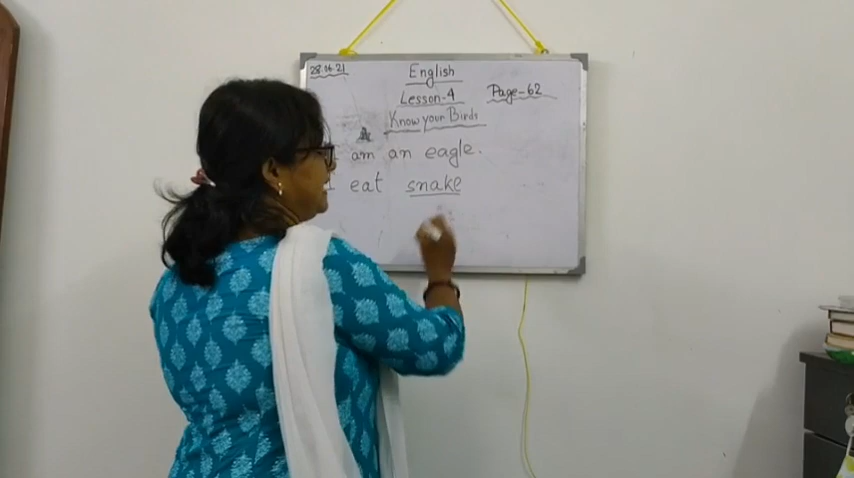 28.04.21
English
Lesson-4
Page-62
Know your Birds
I am an eagle.
I eat snake